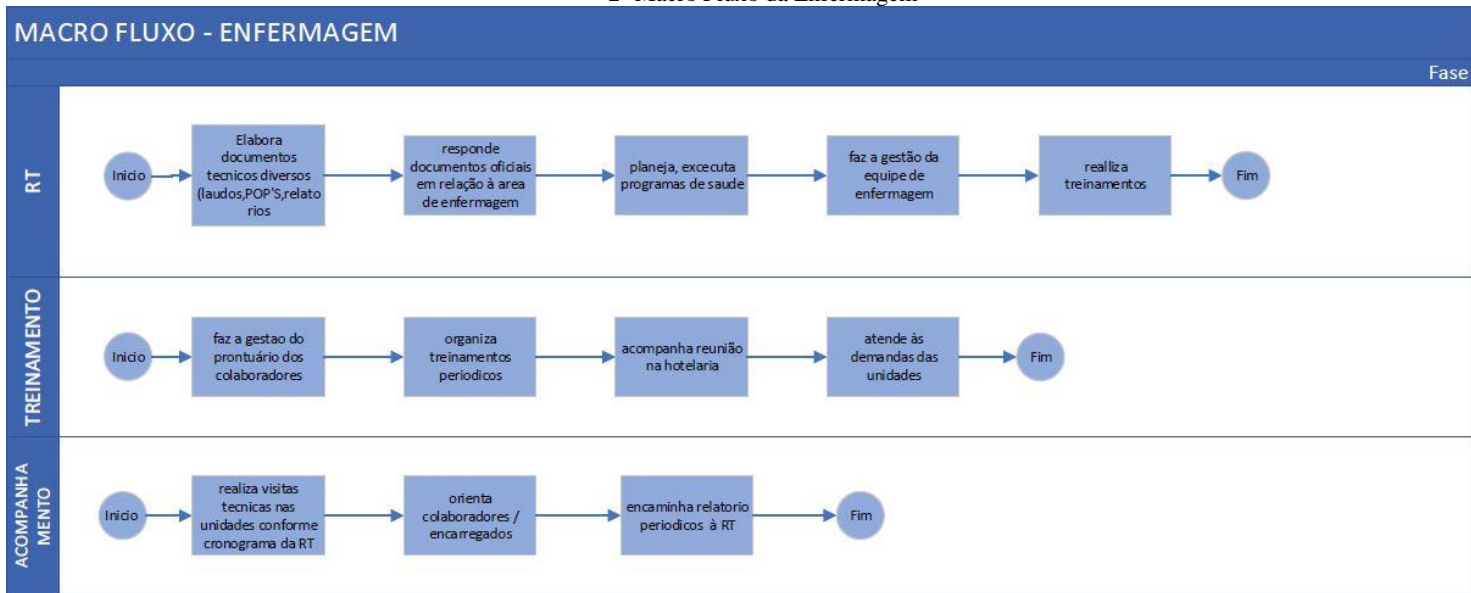 MACRO FLUXO - ENFERMAGEM
Fase
RT
Inicio
Elabora
documentos
tecnicos diversos
(laudos,POP'S,relato
rios
responde
documentos oficiais
em relação à area
de enfermagem
planeja, excecuta
programas de saude
faz a gestão da
equipe de
enfermagem
realliza
treinamentos
Fim
TREINAMENTO
Inicio
faz a gestao do
prontuário dos
colaboradores
organiza
treinamentos
periodicos
acompanha reunião
na hotelaria
atende às
demandas das
unidades
Fim
ACOMPANHA
MENTO
Inicio
realiza visitas
tecnicas nas
unidades conforme
cronograma da RT
orienta
colaboradores /
encarregados
encaminha relatorio
periodicos à RT
Fim